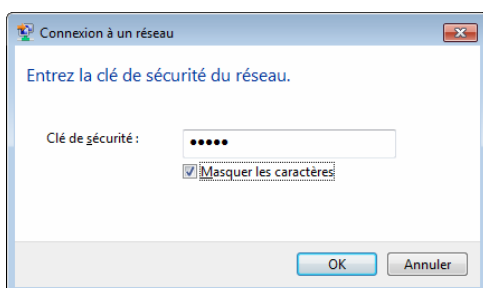 Connexion à un réseau
Entrez la clé de sécurité du réseau.
Clé de sécurité : •••••
Masquer les caractères
OK Annuler